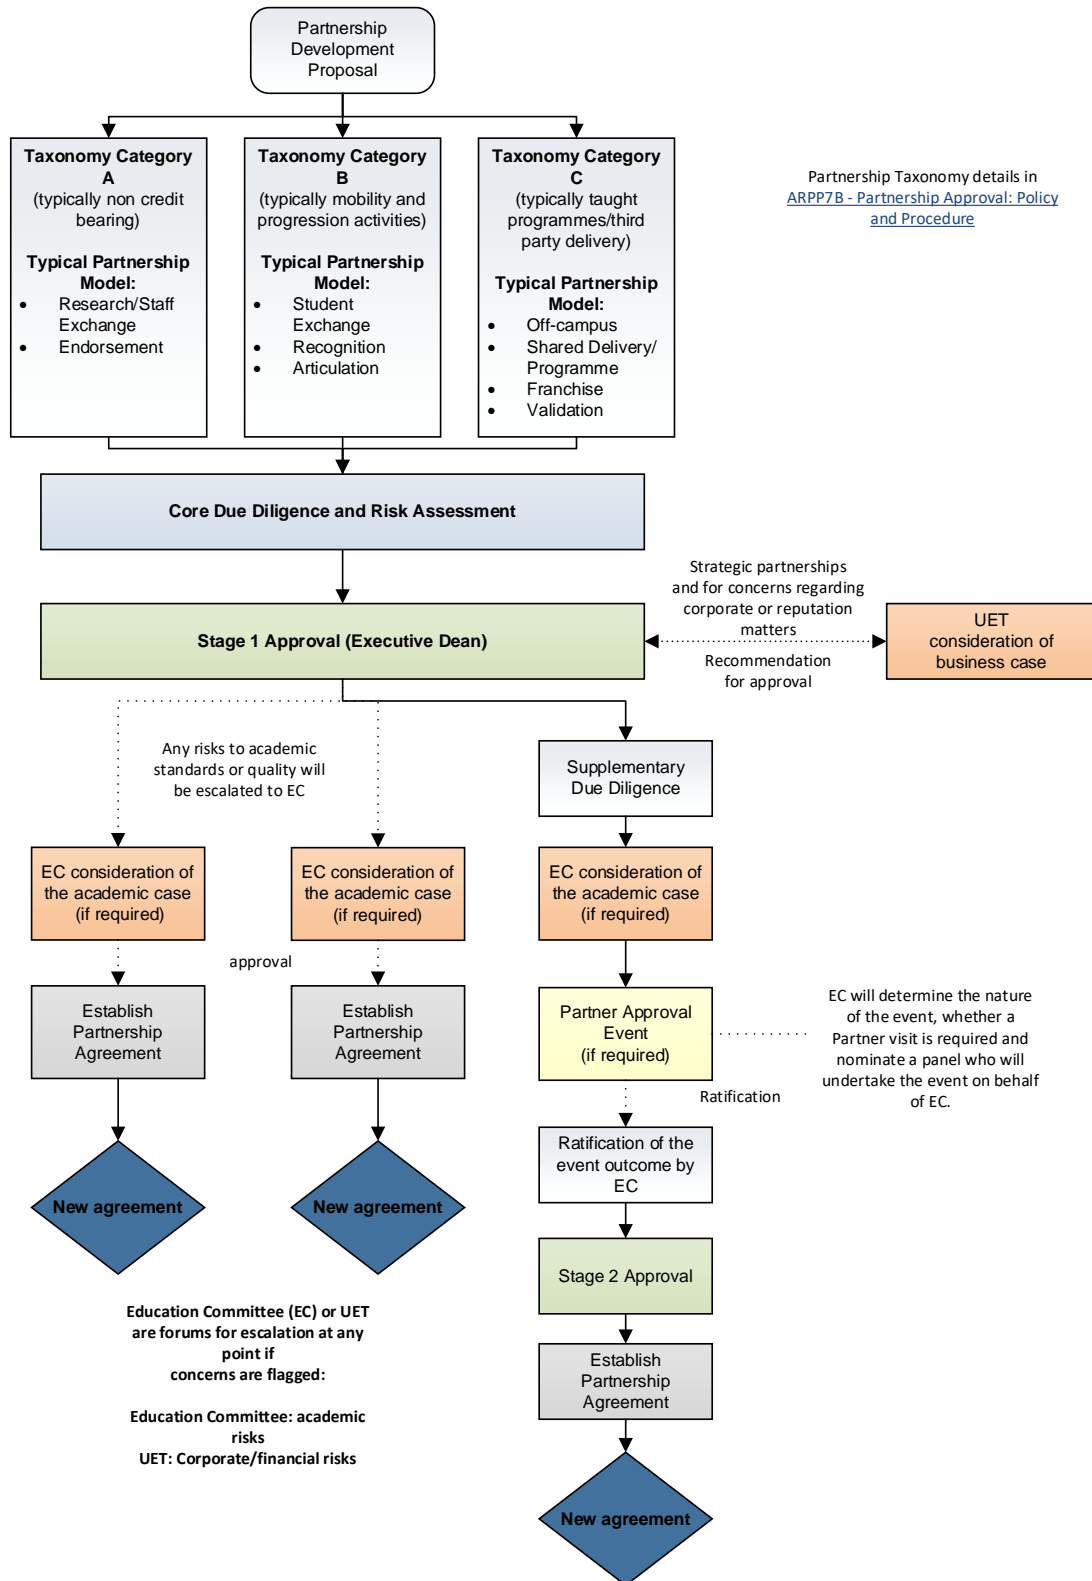 Partnership
Development
Proposal
Taxonomy Category
A
(typically non credit
bearing)
Typical Partnership
Model:
• Research/Staff
Exchange
• Endorsement
Taxonomy Category
B
(typically mobility and
progression activities)
Typical Partnership
Model:
• Student
Exchange
• Recognition
• Articulation
Taxonomy Category
C
(typically taught
programmes/third
party delivery)
Typical Partnership
Model:
• Off-campus
• Shared Delivery/
Programme
• Franchise
• Validation
Partnership Taxonomy details in
ARPP7B - Partnership Approval: Policy
and Procedure
Core Due Diligence and Risk Assessment
Stage 1 Approval (Executive Dean)
Strategic partnerships
and for concerns regarding
corporate or reputation
matters
Recommendation
for approval
UET
consideration of
business case
Any risks to academic
standards or quality will
be escalated to EC
Supplementary
Due Diligence
EC consideration of
the academic case
(if required)
EC consideration of
the academic case
(if required)
EC consideration of
the academic case
(if required)
approval
Establish
Partnership
Agreement
Establish
Partnership
Agreement
Partner Approval
Event
(if required)
EC will determine the nature
of the event, whether a
Partner visit is required and
nominate a panel who will
undertake the event on behalf
of EC.
Ratification
Ratification of the
event outcome by
EC
New agreement
New agreement
Stage 2 Approval
Education Committee (EC) or UET
are forums for escalation at any
point if
concerns are flagged:
Education Committee: academic
risks
UET: Corporate/financial risks
Establish
Partnership
Agreement
New agreement